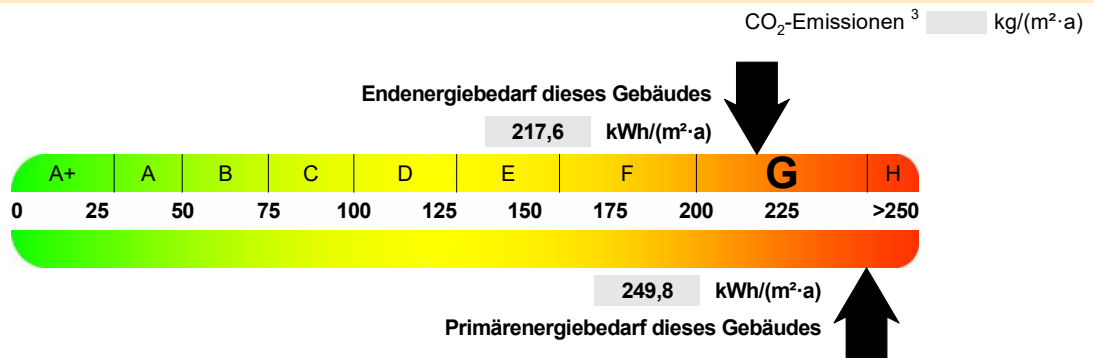 CO₂-Emissionen ³ kg/(m²·a)
Endenergiebedarf dieses Gebäudes
217,6 kWh/(m²·a)
A+ A B C D E F G H
0 25 50 75 100 125 150 175 200 225 >250
249,8 kWh/(m²·a)
Primärenergiebedarf dieses Gebäudes